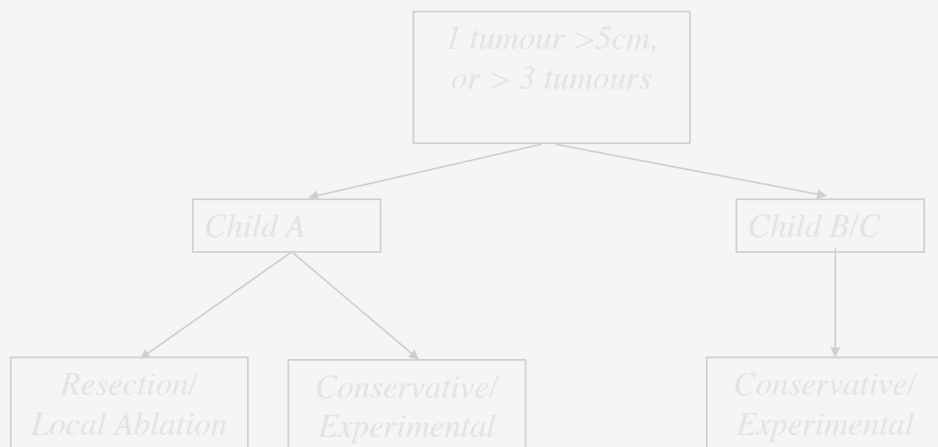 1 tumour >5cm,
or > 3 tumours
Child A
Child B/C
Resection/
Local Ablation
Conservative/
Experimental
Conservative/
Experimental